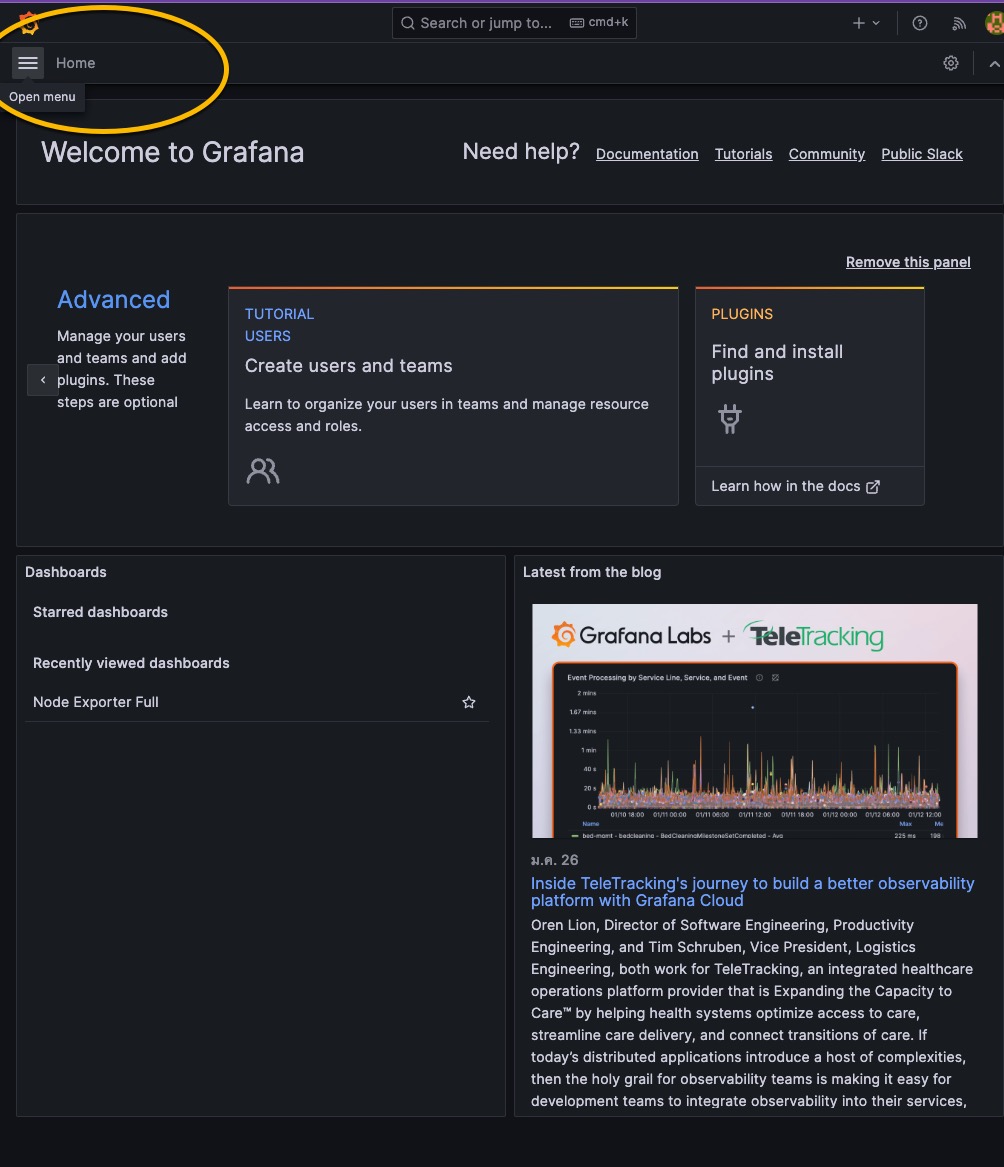 Search or jump to... cmd+k
Home
Open menu
Welcome to Grafana
Need help? Documentation Tutorials Community Public Slack
Remove this panel
Advanced
Manage your users
and teams and add
plugins. These
steps are optional
TUTORIAL
USERS
Create users and teams
Learn to organize your users in teams and manage resource
access and roles.
PLUGINS
Find and install
plugins
Learn how in the docs
Dashboards
Starred dashboards
Recently viewed dashboards
Node Exporter Full
Latest from the blog
Grafana Labs + TeleTracking
Event Processing by Service Line, Service, and Event
2 mins
1.67 mins
1.33 mins
1 min
40 s
20 s
0 s
01/10 18:00 01/11 00:00 01/11 06:00 01/11 12:00 01/11 18:00 01/12 00:00 01/12 06:00 01/12 12:00
Name Max Me
bed-mgmt - bedcleaning - BedCleaningMilestoneSetCompleted - Avg 225 ms 198
ม.ค. 26
Inside TeleTracking's journey to build a better observability
platform with Grafana Cloud
Oren Lion, Director of Software Engineering, Productivity
Engineering, and Tim Schruben, Vice President, Logistics
Engineering, both work for TeleTracking, an integrated healthcare
operations platform provider that is Expanding the Capacity to
Care™ by helping health systems optimize access to care,
streamline care delivery, and connect transitions of care. If
today’s distributed applications introduce a host of complexities,
then the holy grail for observability teams is making it easy for
development teams to integrate observability into their services,